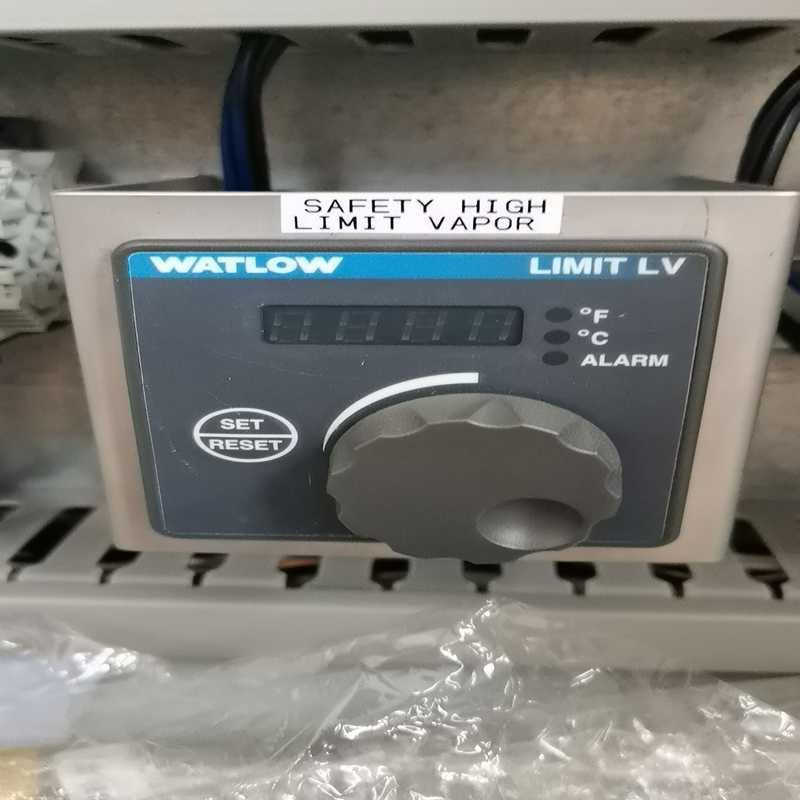 SAFETY HIGH
LIMIT VAPOR
WATLOW LIMIT LV
°F
°C
ALARM
SET
RESET